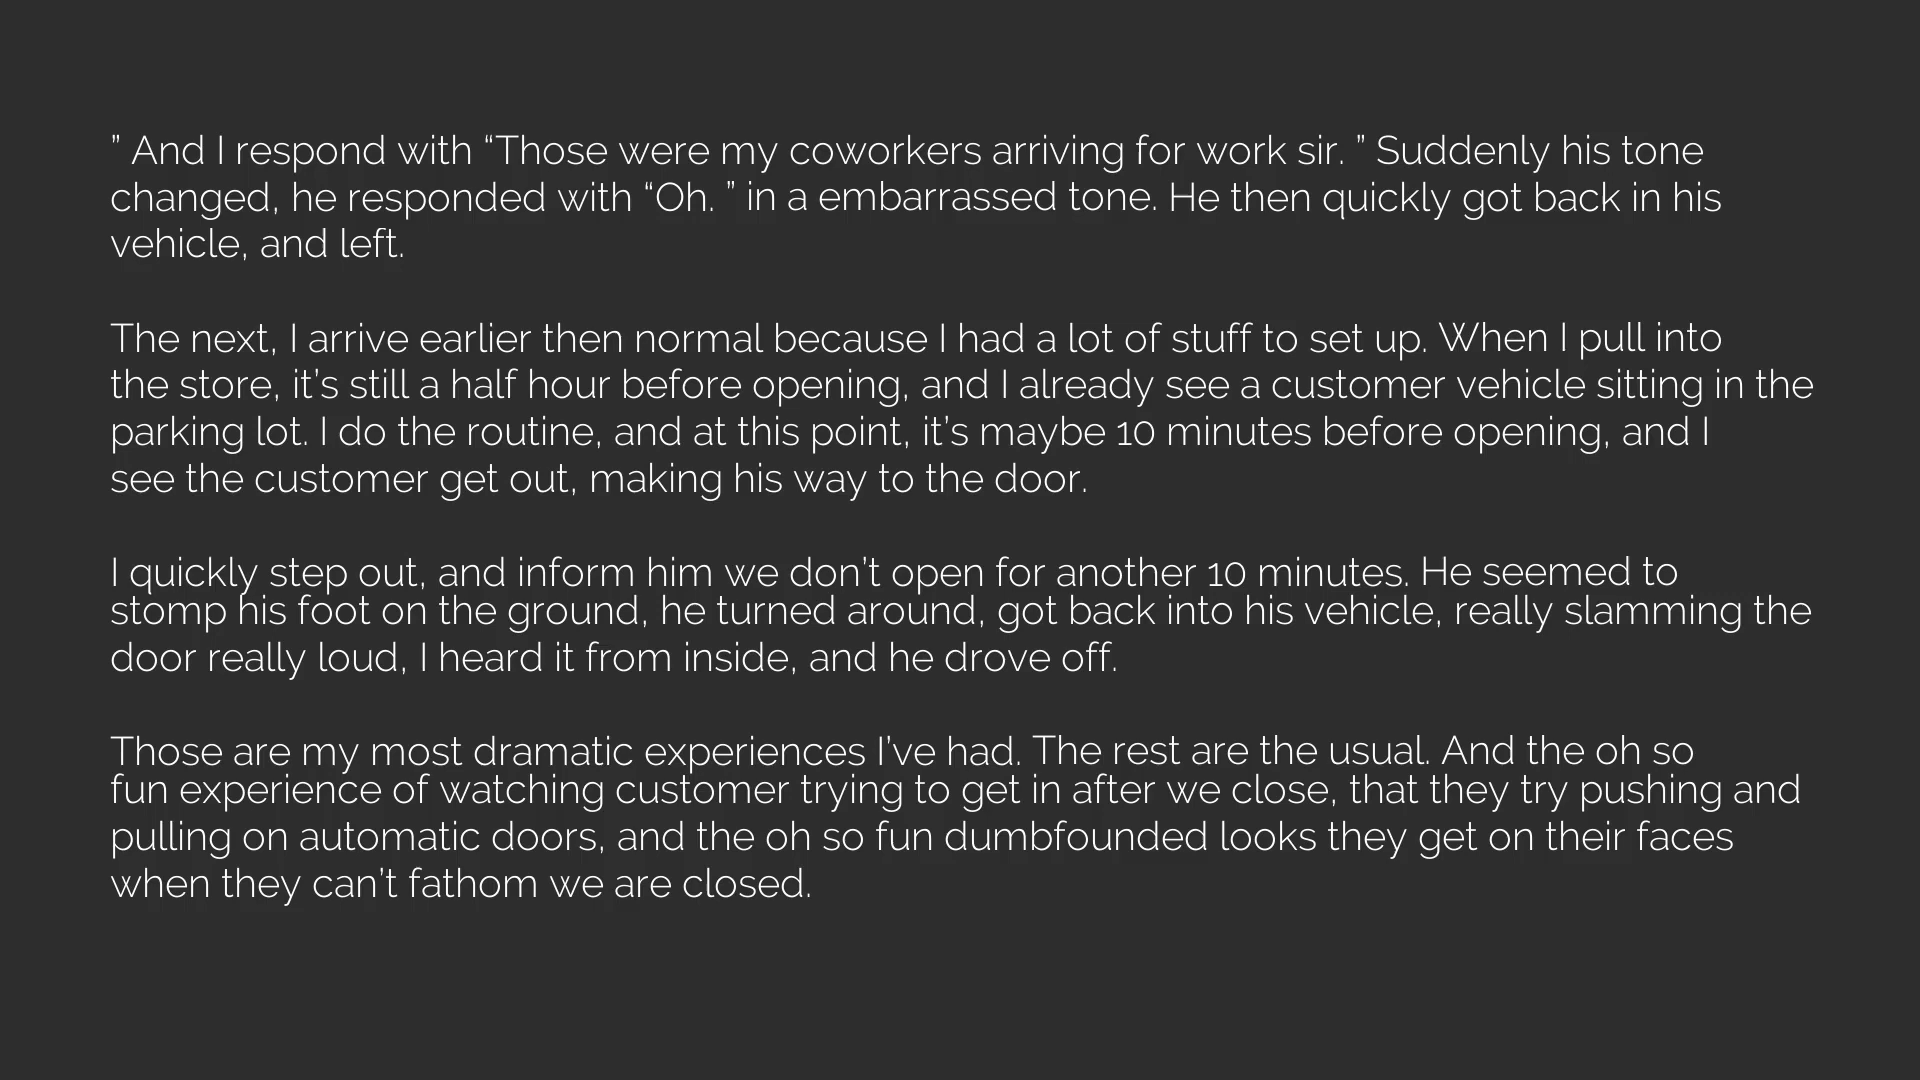 ” And I respond with “Those were my coworkers arriving for work sir. ” Suddenly his tone
changed, he responded with “Oh. ” in a embarrassed tone. He then quickly got back in his
vehicle, and left.
The next, I arrive earlier then normal because I had a lot of stuff to set up. When I pull into
the store, it’s still a half hour before opening, and I already see a customer vehicle sitting in the
parking lot. I do the routine, and at this point, it’s maybe 10 minutes before opening, and I
see the customer get out, making his way to the door.
I quickly step out, and inform him we don’t open for another 10 minutes. He seemed to
stomp his foot on the ground, he turned around, got back into his vehicle, really slamming the
door really loud, I heard it from inside, and he drove off.
Those are my most dramatic experiences I’ve had. The rest are the usual. And the oh so
fun experience of watching customer trying to get in after we close, that they try pushing and
pulling on automatic doors, and the oh so fun dumbfounded looks they get on their faces
when they can’t fathom we are closed.